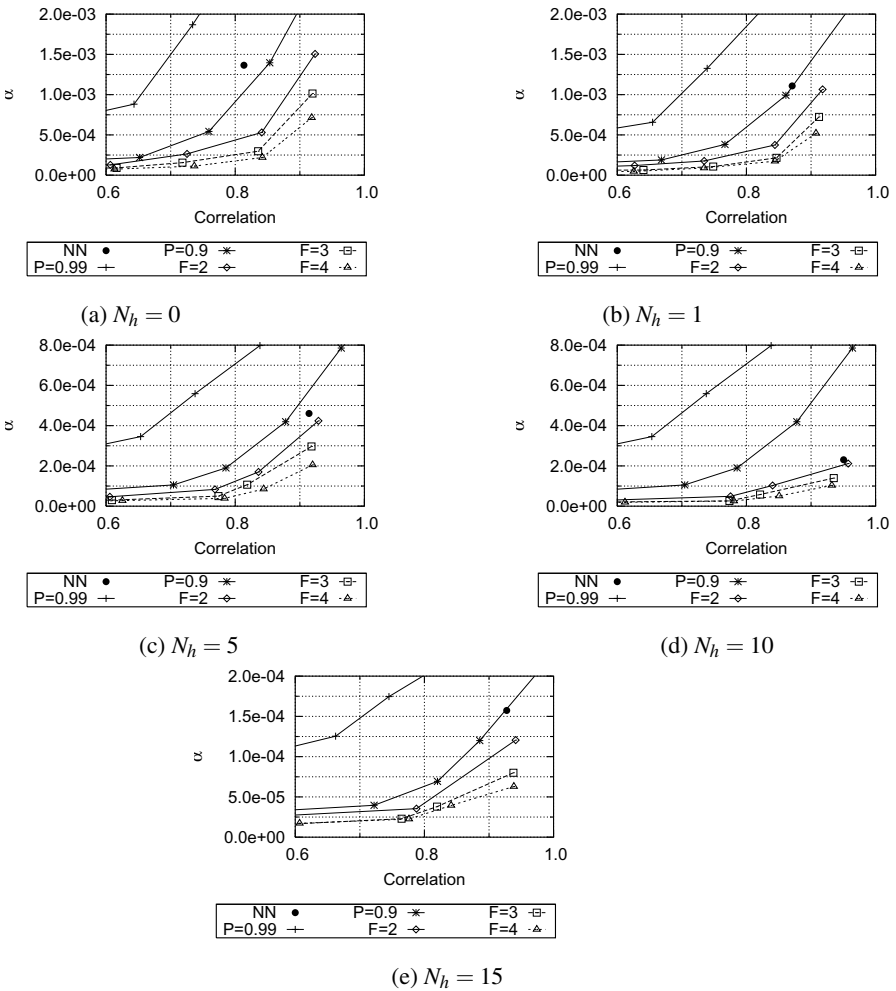 2.0e-03
1.5e-03
1.0e-03
5.0e-04
0.0e+00
α
0.6 0.8 1.0
Correlation
NN P=0.9 F=3
P=0.99 F=2 F=4
(a) N_h = 0
2.0e-03
1.5e-03
1.0e-03
5.0e-04
0.0e+00
α
0.6 0.8 1.0
Correlation
NN P=0.9 F=3
P=0.99 F=2 F=4
(b) N_h = 1
8.0e-04
6.0e-04
4.0e-04
2.0e-04
0.0e+00
α
0.6 0.8 1.0
Correlation
NN P=0.9 F=3
P=0.99 F=2 F=4
(c) N_h = 5
8.0e-04
6.0e-04
4.0e-04
2.0e-04
0.0e+00
α
0.6 0.8 1.0
Correlation
NN P=0.9 F=3
P=0.99 F=2 F=4
(d) N_h = 10
2.0e-04
1.5e-04
1.0e-04
5.0e-05
0.0e+00
α
0.6 0.8 1.0
Correlation
NN P=0.9 F=3
P=0.99 F=2 F=4
(e) N_h = 15